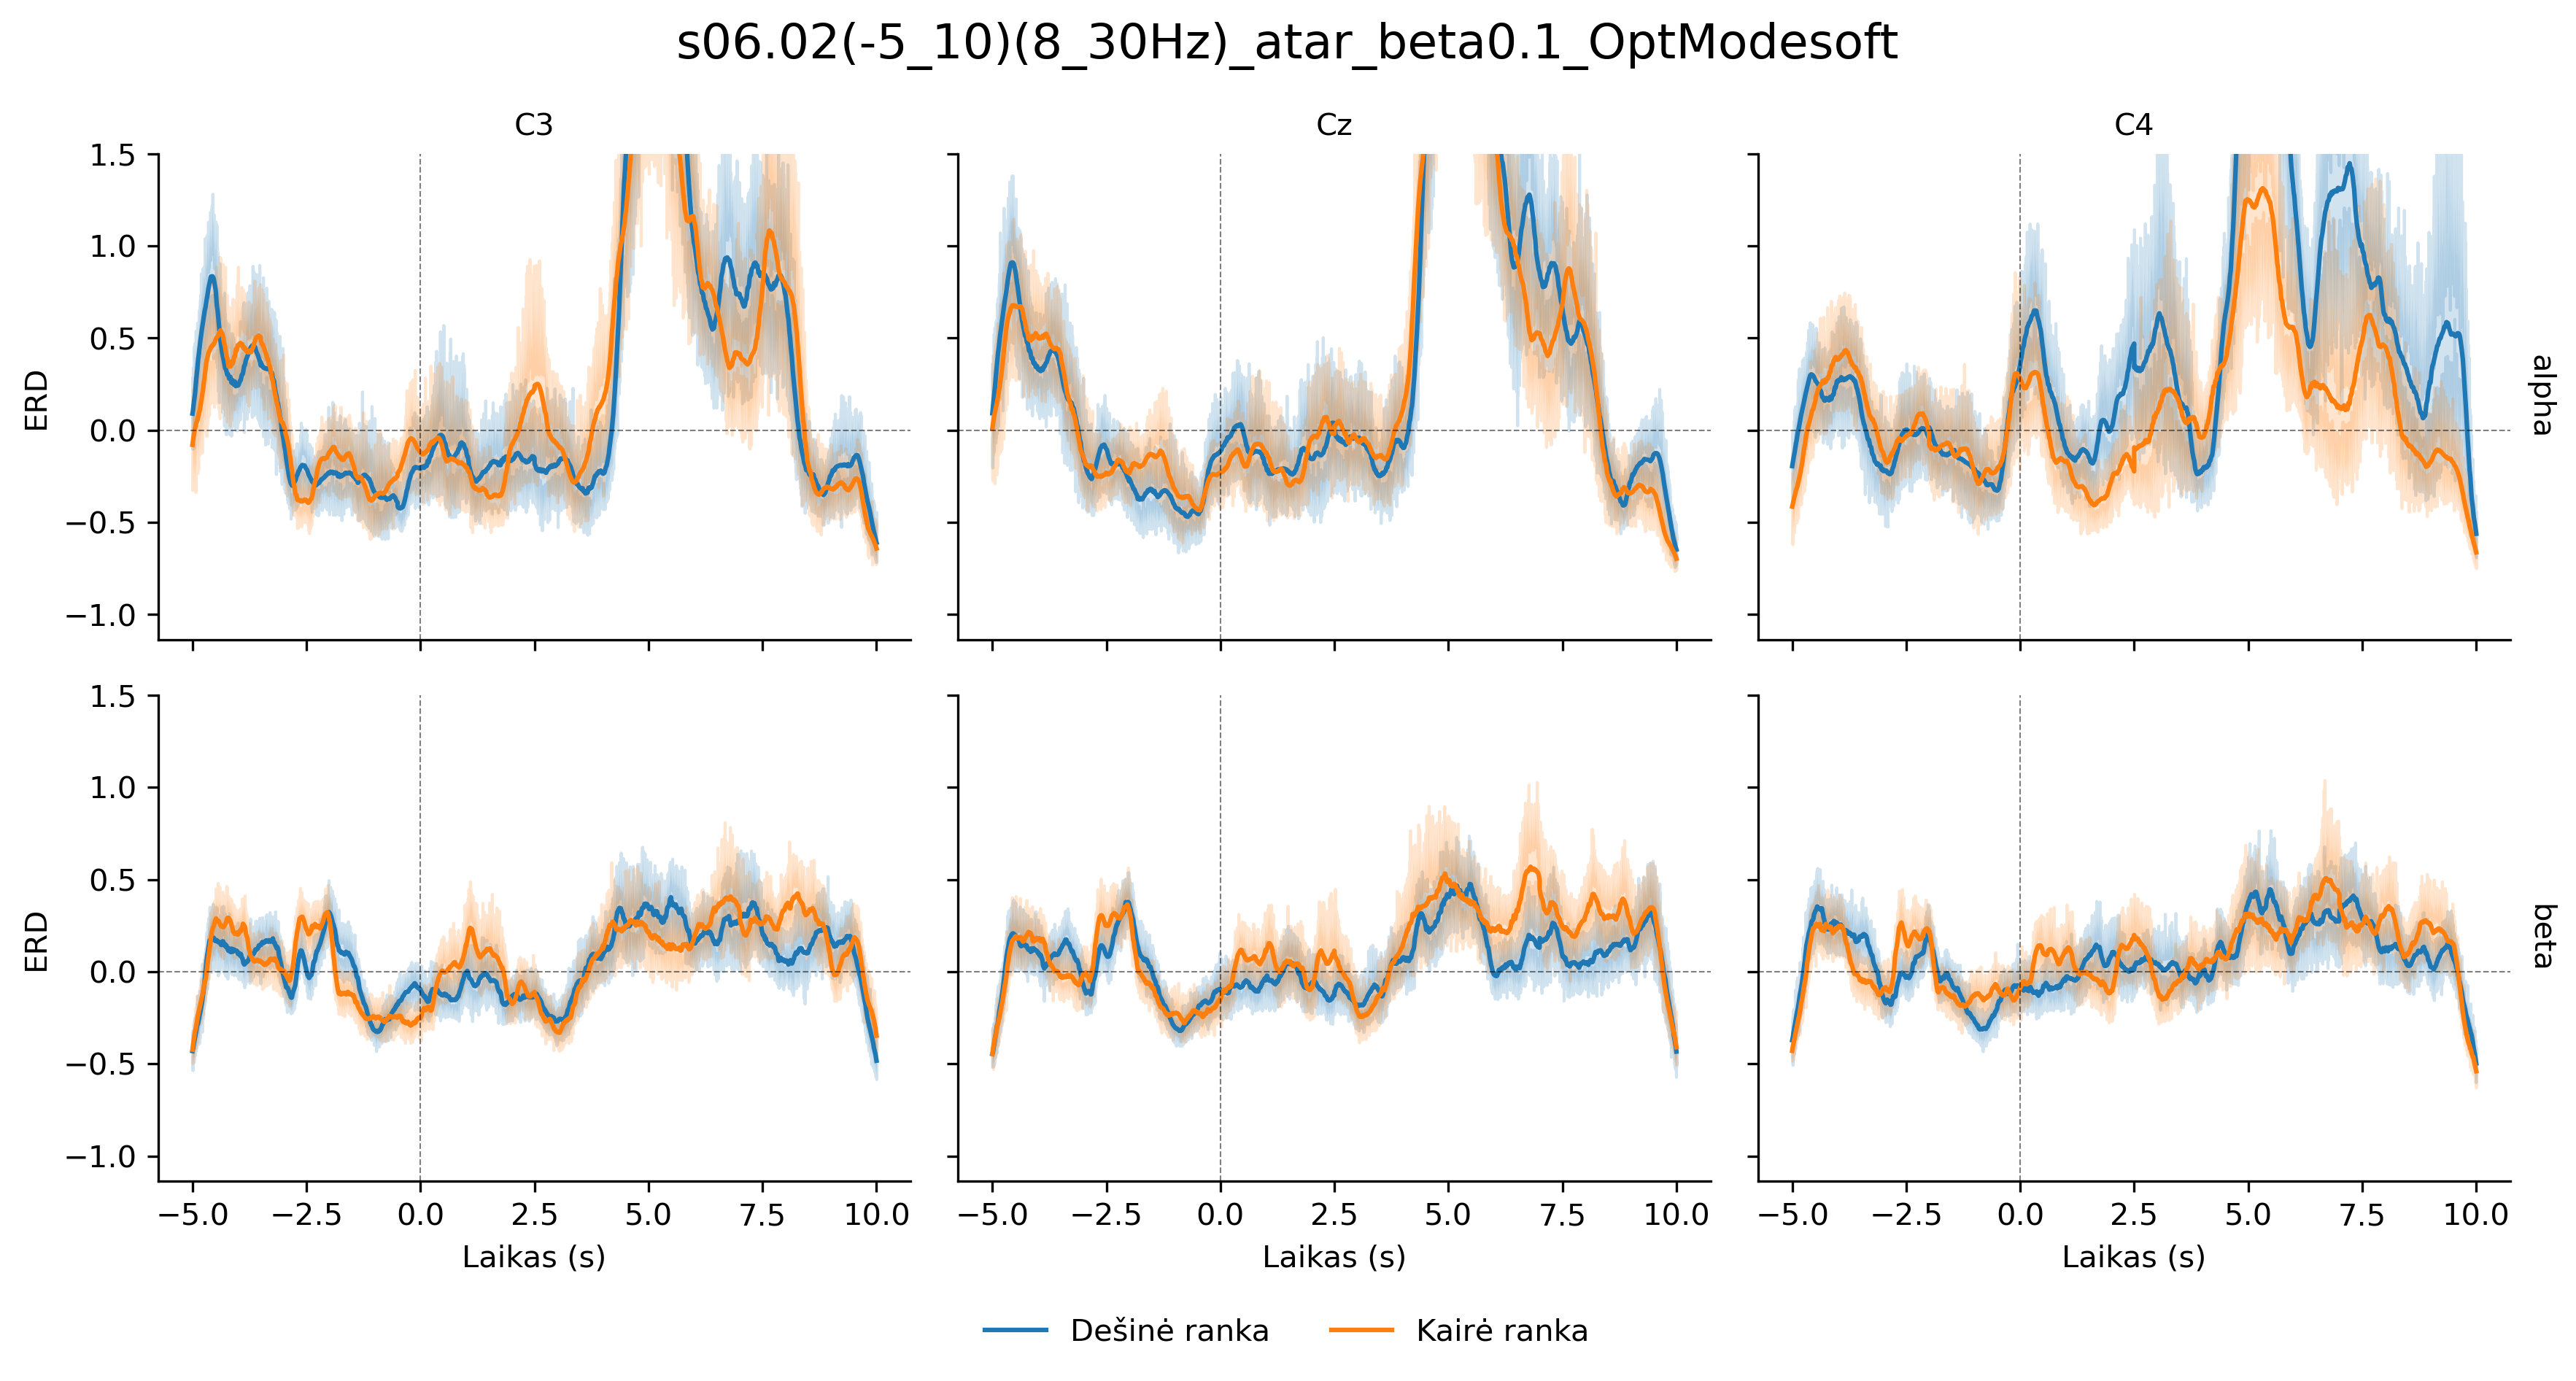 s06.02(-5_10)(8_30Hz)_atar_beta0.1_OptModesoft
C3
Cz
C4
1.5
1.0
0.5
0.0
−0.5
−1.0
ERD
alpha
1.5
1.0
0.5
0.0
−0.5
−1.0
ERD
beta
−5.0 −2.5 0.0 2.5 5.0 7.5 10.0
−5.0 −2.5 0.0 2.5 5.0 7.5 10.0
−5.0 −2.5 0.0 2.5 5.0 7.5 10.0
Laikas (s)
Laikas (s)
Laikas (s)
Dešinė ranka
Kairė ranka